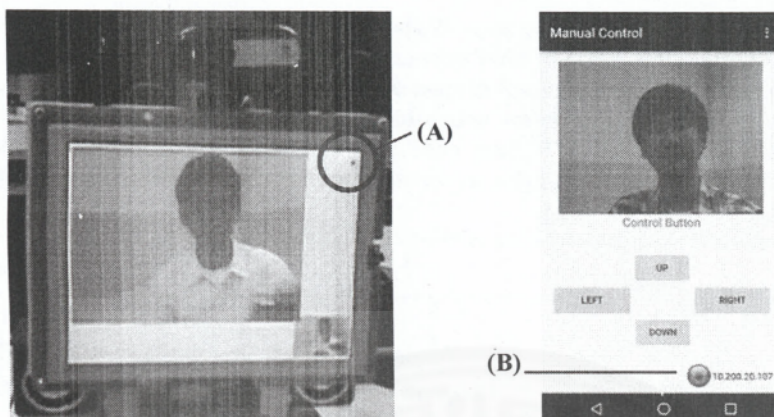 Manual Control
(A)
Control Button
UP
LEFT
RIGHT
DOWN
(B)
10.200.20.107